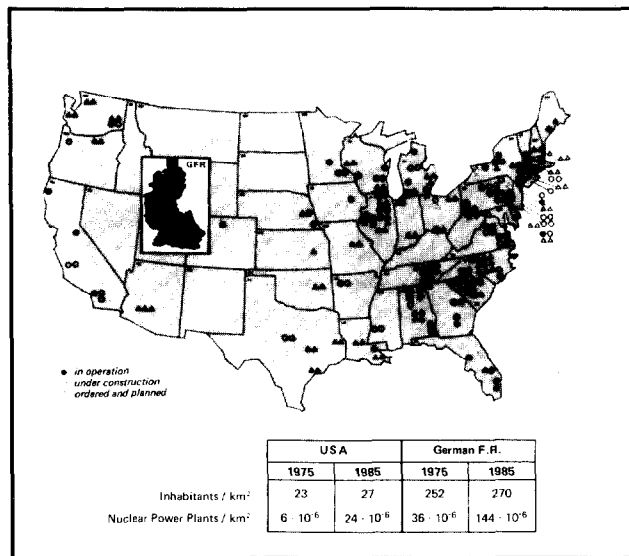 GFR
in operation
under construction
ordered and planned
USA German F.R.
1975 1985 1975 1985
Inhabitants / km² 23 27 252 270
Nuclear Power Plants / km² 6 · 10⁻⁶ 24 · 10⁻⁶ 36 · 10⁻⁶ 144 · 10⁻⁶